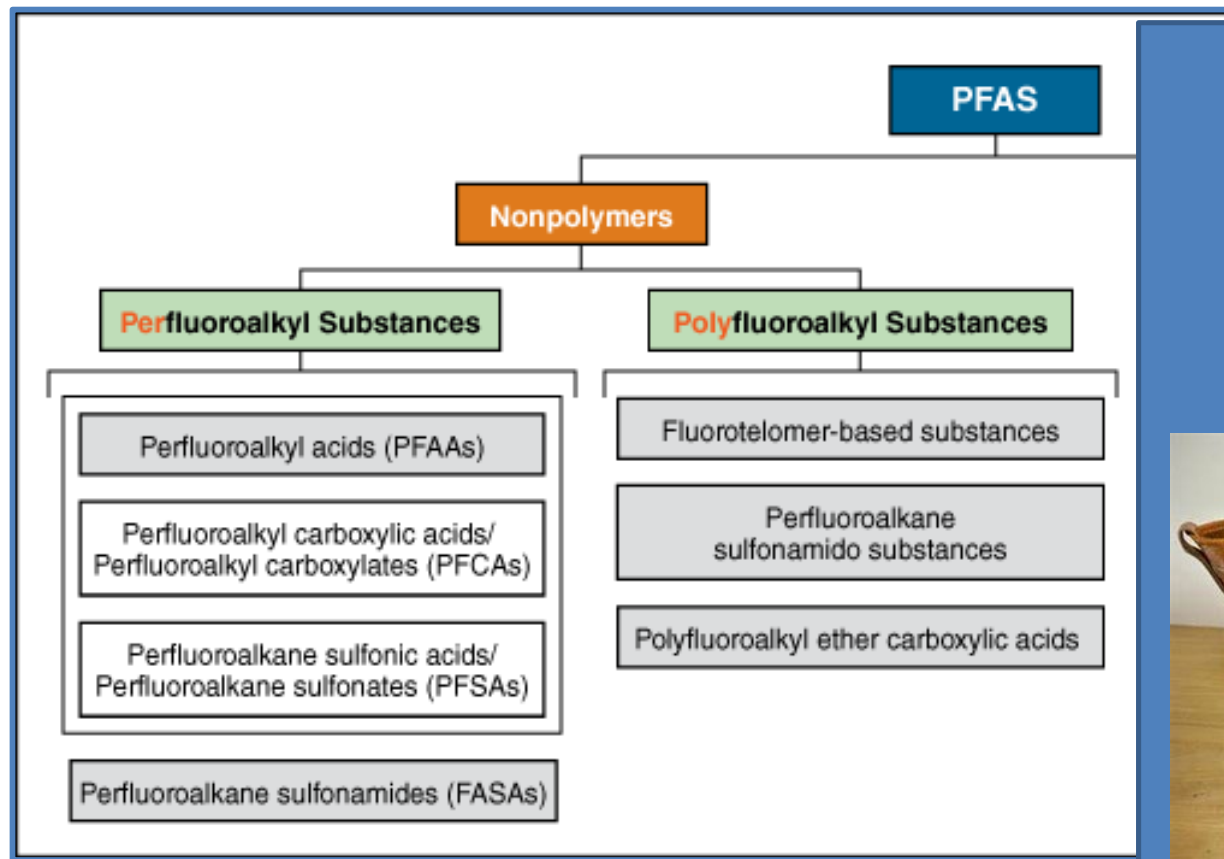 PFAS
Nonpolymers
Perfluoroalkyl Substances
Polyfluoroalkyl Substances
Perfluoroalkyl acids (PFAAs)
Perfluoroalkyl carboxylic acids/
Perfluoroalkyl carboxylates (PFCAs)
Perfluoroalkane sulfonic acids/
Perfluoroalkane sulfonates (PFSAs)
Perfluoroalkane sulfonamides (FASAs)
Fluorotelomer-based substances
Perfluoroalkane
sulfonamido substances
Polyfluoroalkyl ether carboxylic acids